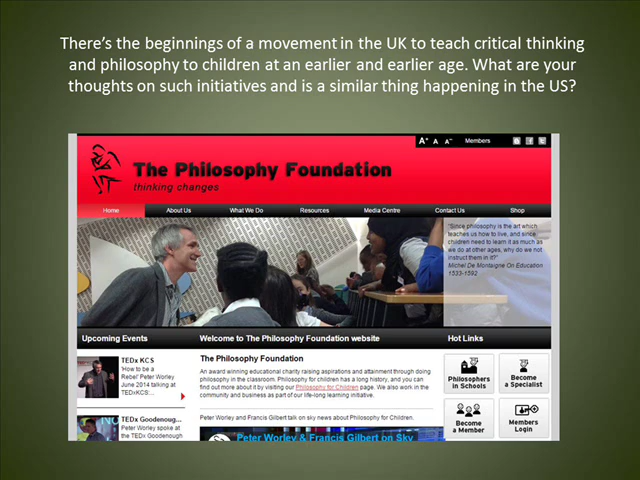 There's the beginnings of a movement in the UK to teach critical thinking
and philosophy to children at an earlier and earlier age. What are your
thoughts on such initiatives and is a similar thing happening in the US?
A+ A A- Members
The Philosophy Foundation
thinking changes
Home About Us What We Do Resources Media Centre Contact Us Shop
"Since philosophy is the art which
teaches us how to live, and since
children need to learn it as much as
we do at other ages, why do we not
instruct them in it?"
Michel De Montaigne On Education
1533-1592
Upcoming Events
TEDx KCS
'How to be a
Rebel' Peter Worley
June 2014 talking at
TEDxKCS:...
TEDx Goodenoug...
Peter Worley spoke at
the TEDx Goodenough
Welcome to The Philosophy Foundation website
The Philosophy Foundation
An award winning educational charity raising aspirations and attainment through doing
philosophy in the classroom. Philosophy for children has a long history, and you can
find out more about it by visiting our Philosophy for Children page. We also work in the
community and business as part of our life-long learning initiative.
Peter Worley and Francis Gilbert talk on sky news about Philosophy for Children.
Peter Worley & Francis Gilbert on Sky
Hot Links
Philosophers
in Schools
Become
a Specialist
Become
a Member
Members
Login